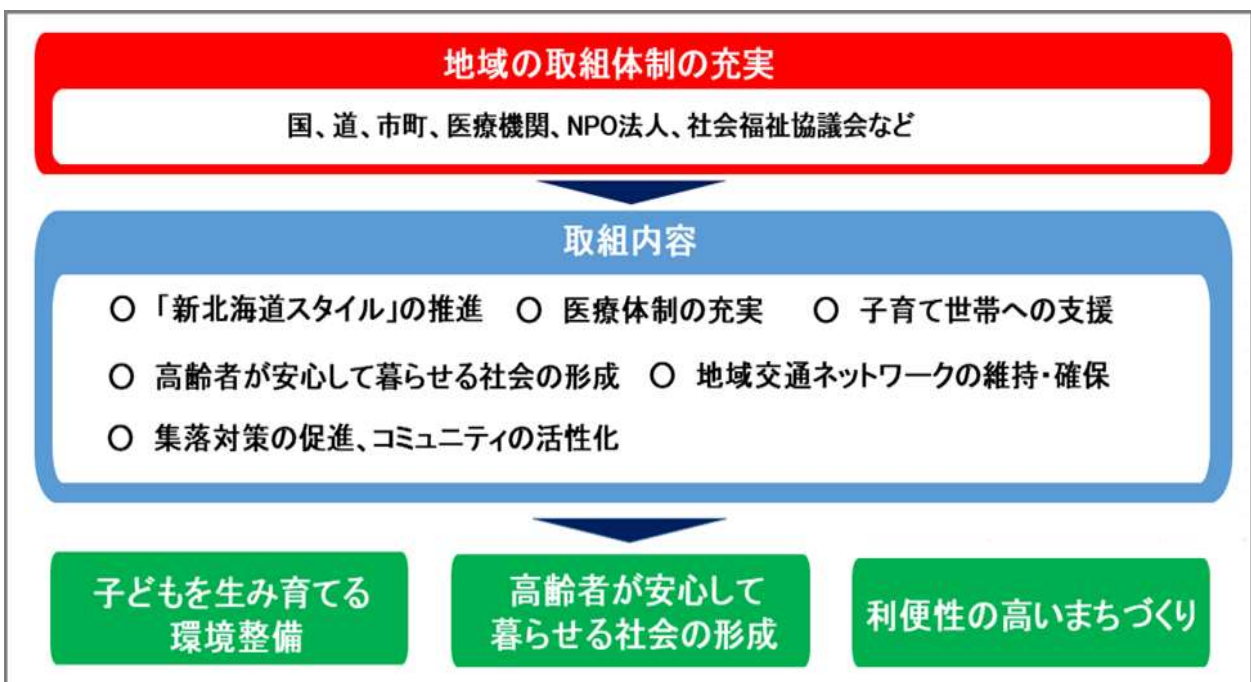 地域の取組体制の充実
国、道、市町、医療機関、NPO法人、社会福祉協議会など
取組内容
○ 「新北海道スタイル」の推進 ○ 医療体制の充実 ○ 子育て世帯への支援
○ 高齢者が安心して暮らせる社会の形成 ○ 地域交通ネットワークの維持・確保
○ 集落対策の促進、コミュニティの活性化
子どもを生み育てる
環境整備
高齢者が安心して
暮らせる社会の形成
利便性の高いまちづくり